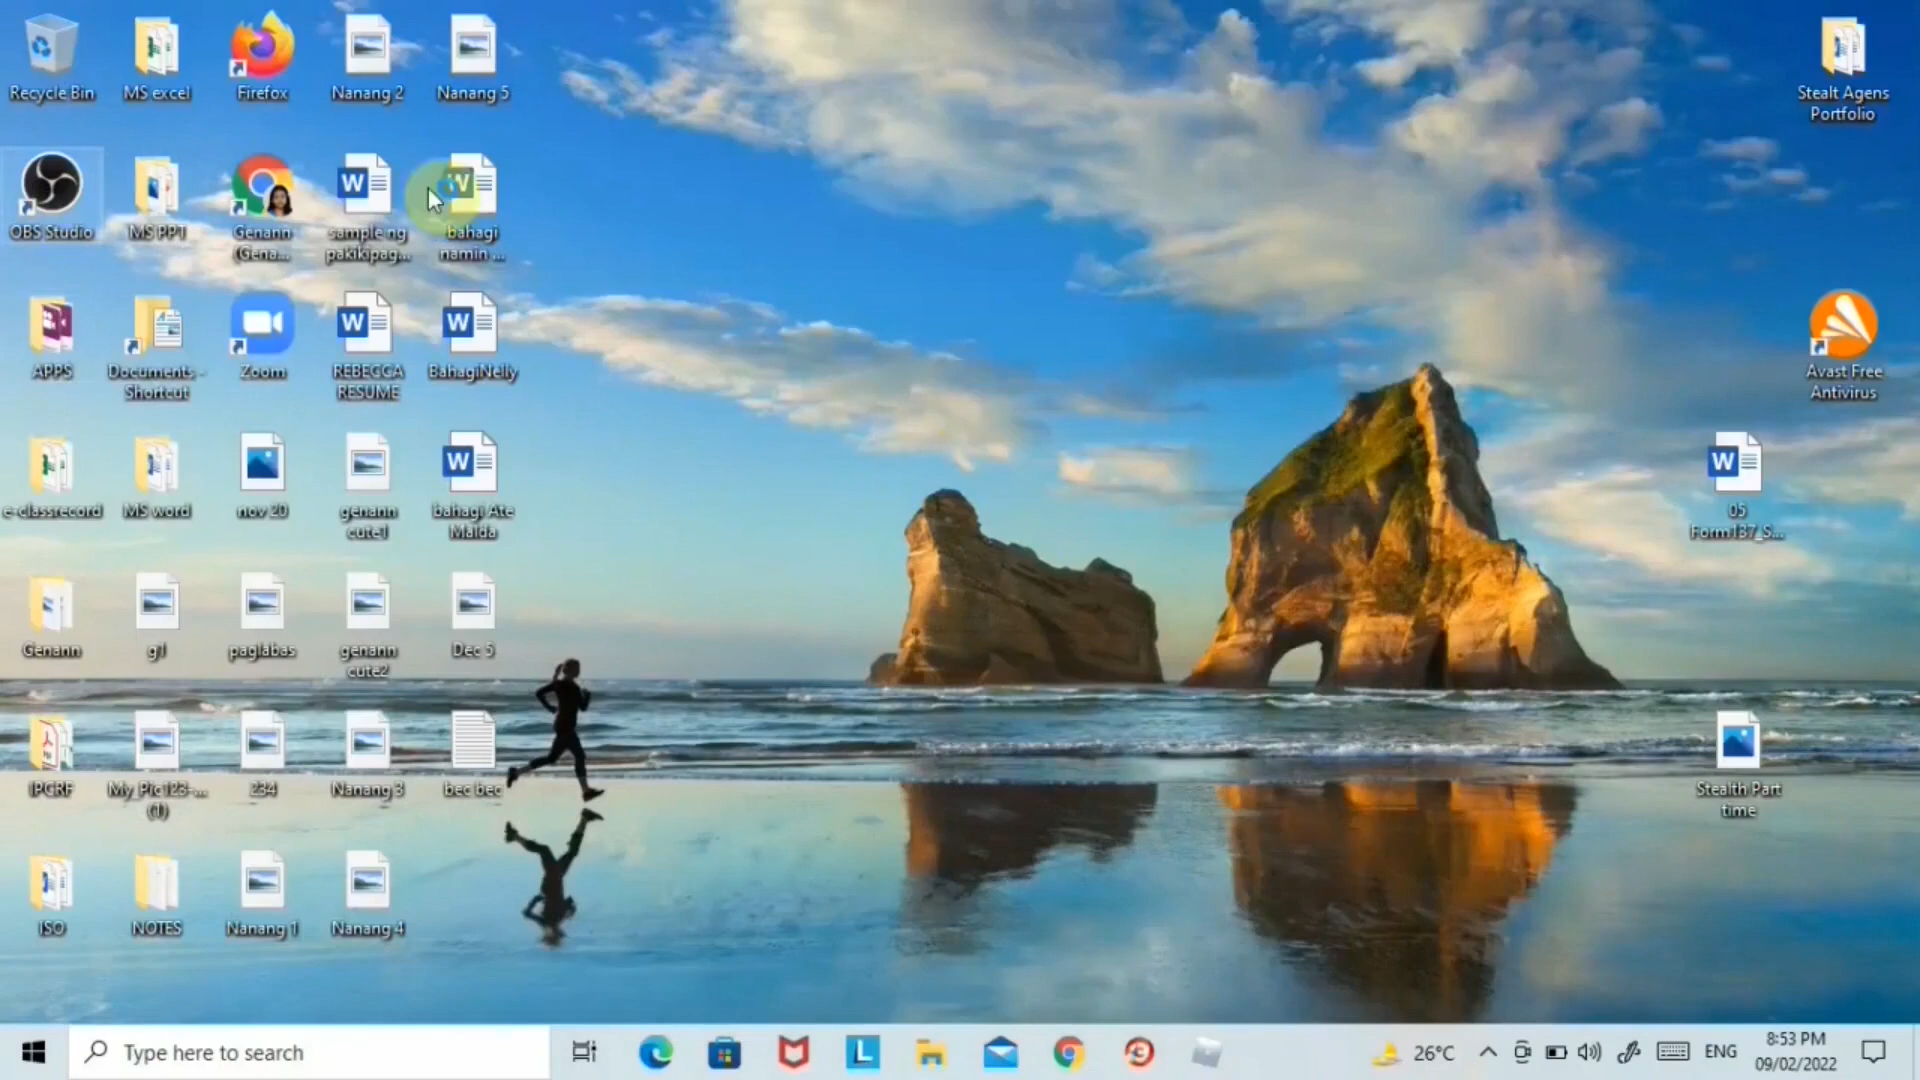 Recycle Bin
MS excel
Firefox
Nanang 2
Nanang 5
Stealt Agens
Portfolio
OBS Studio
MS PPT
Genann
(Gena...
sample ng
pakikipag...
bahagi
namin ...
APPS
Documents -
Shortcut
Zoom
REBECCA
RESUME
BahagiNelly
Avast Free
Antivirus
e-classrecord
MS word
nov 20
genann
cute1
bahagi Ate
Malda
05
Form137_S...
Genann
g1
paglabas
genann
cute2
Dec 5
IPCRF
My_Pic123-...
(1)
234
Nanang 3
bec bec
Stealth Part
time
ISO
NOTES
Nanang 1
Nanang 4
Type here to search
26°C
ENG
8:53 PM
09/02/2022